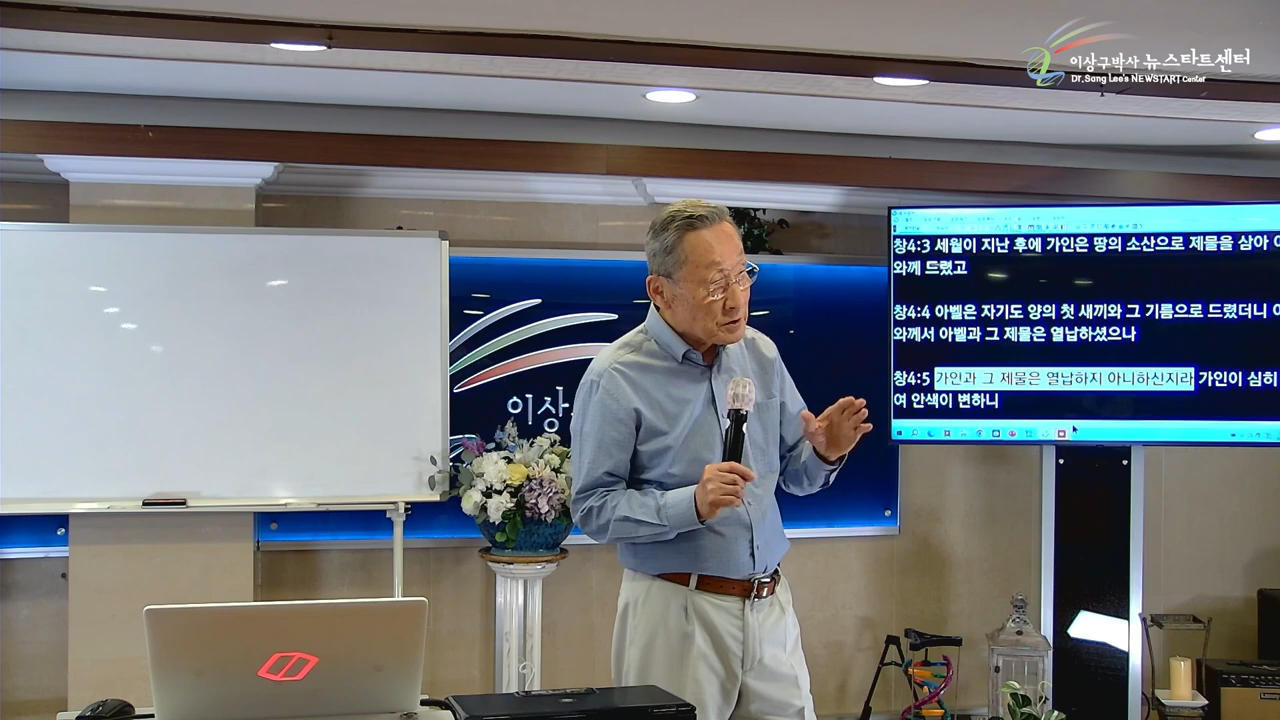 이상구박사 뉴스타트센터
Dr. Sang Lee's NEWSTART Center
창4:3 세월이 지난 후에 가인은 땅의 소산으로 제물을 삼아
와께 드렸고
창4:4 아벨은 자기도 양의 첫 새끼와 그 기름으로 드렸더니
와께서 아벨과 그 제물은 열납하셨으나
창4:5 가인과 그 제물은 열납하지 아니하신지라 가인이 심히
여 안색이 변하니
이상